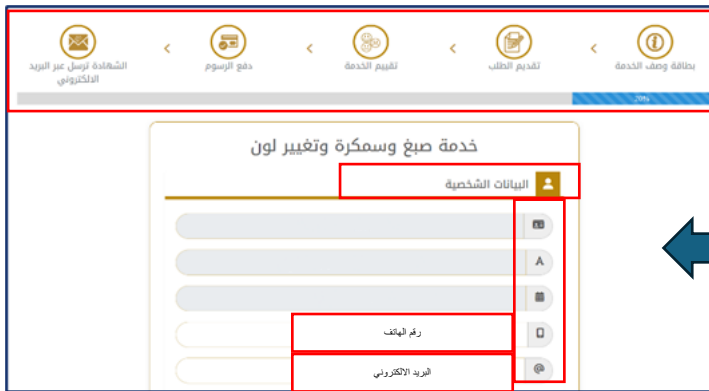 بطاقة وصف الخدمة
تقديم الطلب
تقييم الخدمة
دفع الرسوم
الشهادة ترسل عبر البريد
الالكتروني
20%
خدمة صبغ وسمكرة وتغيير لون
البيانات الشخصية
A
رقم الهاتف
@
البريد الالكتروني